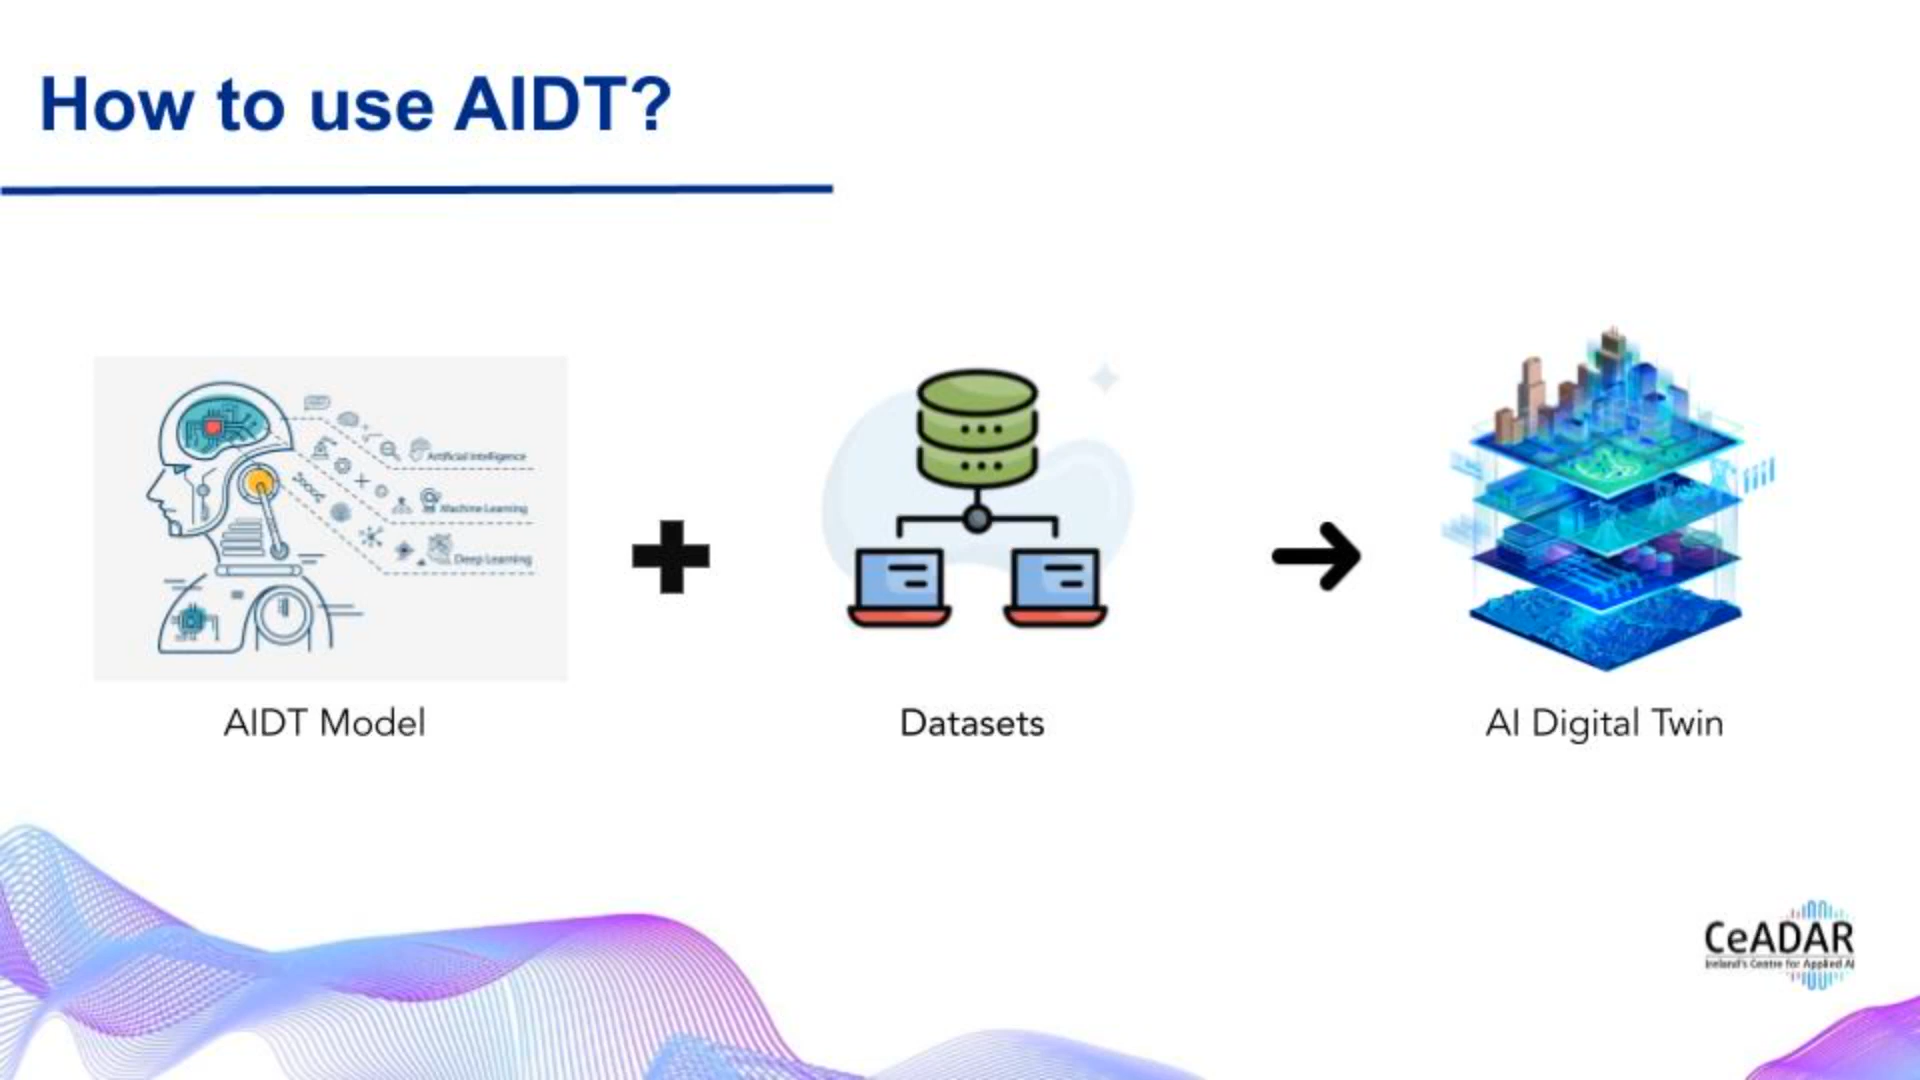 How to use AIDT?
Artificial Intelligence
Machine Learning
Deep Learning
AIDT Model
Datasets
AI Digital Twin
CeADAR
Ireland's Centre for Applied AI